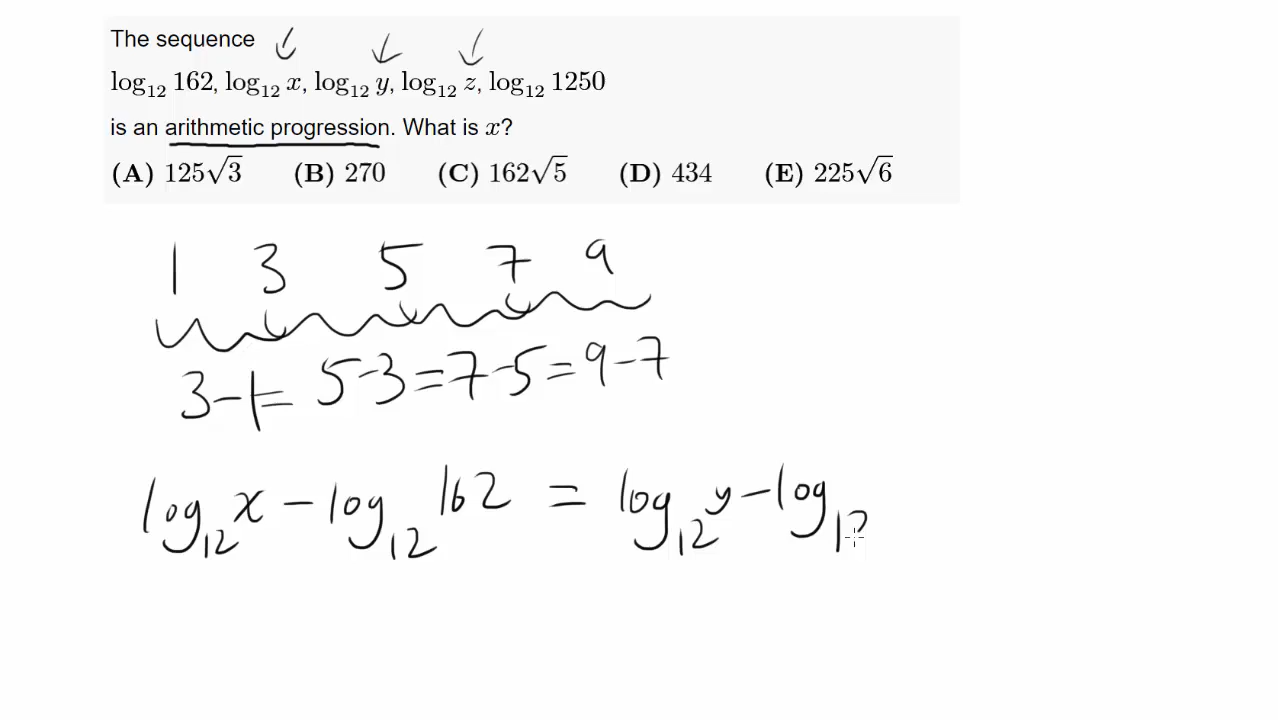 The sequence
log₁₂ 162, log₁₂ x, log₁₂ y, log₁₂ z, log₁₂ 1250
is an arithmetic progression. What is x?
(A) 125√3 (B) 270 (C) 162√5 (D) 434 (E) 225√6
1 3 5 7 9
3-1= 5-3=7-5=9-7
log₁₂ x - log₁₂ 162 = log₁₂ y - log₁₂